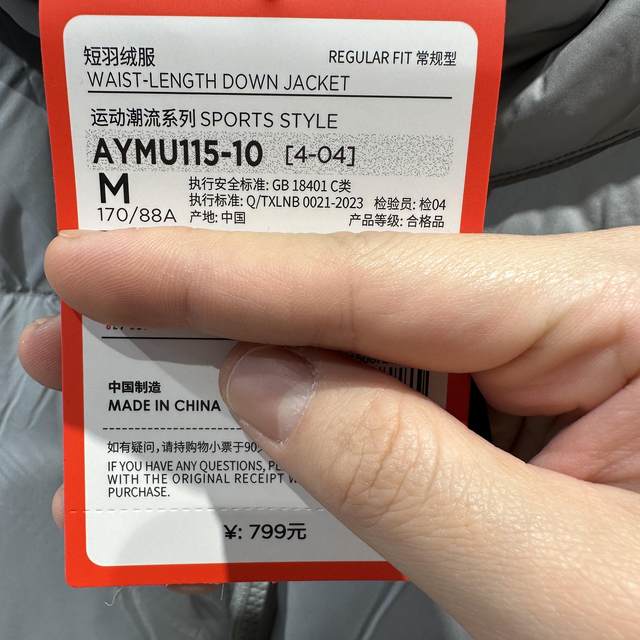 短羽绒服
REGULAR FIT 常规型
WAIST-LENGTH DOWN JACKET
运动潮流系列 SPORTS STYLE
AYMU115-10 [4-04]
M
执行安全标准: GB 18401 C类
170/88A
执行标准: Q/TXLNB 0021-2023 检验员: 检04
产地: 中国
产品等级: 合格品
中国制造
MADE IN CHINA
如有疑问,请持购物小票于90
IF YOU HAVE ANY QUESTIONS,
WITH THE ORIGINAL RECEIPT
PURCHASE.
¥: 799元